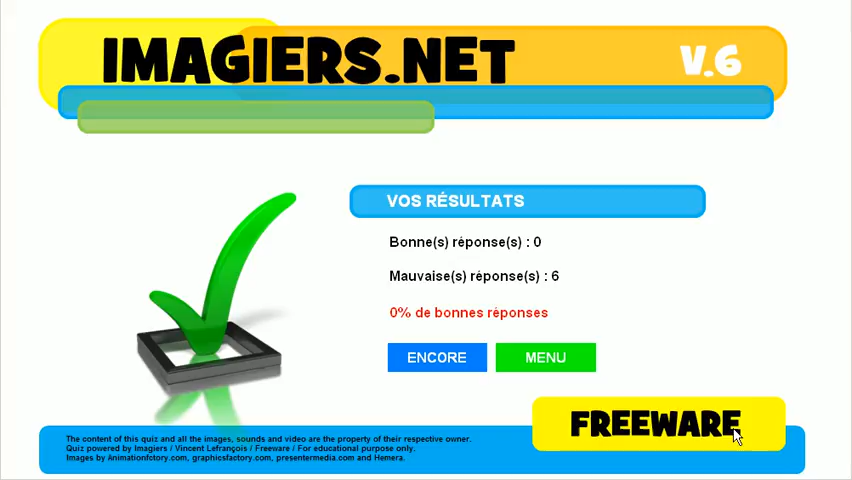 IMAGIERS.NET
V.6
VOS RÉSULTATS
Bonne(s) réponse(s) : 0
Mauvaise(s) réponse(s) : 6
0% de bonnes réponses
ENCORE
MENU
FREEWARE
The content of this quiz and all the images, sounds and video are the property of their respective owner.
Quiz powered by Imagiers / Vincent Lefrançois / Freeware / For educational purpose only.
Images by Animationfctory.com, graphicsfactory.com, presentermedia.com and Hemera.